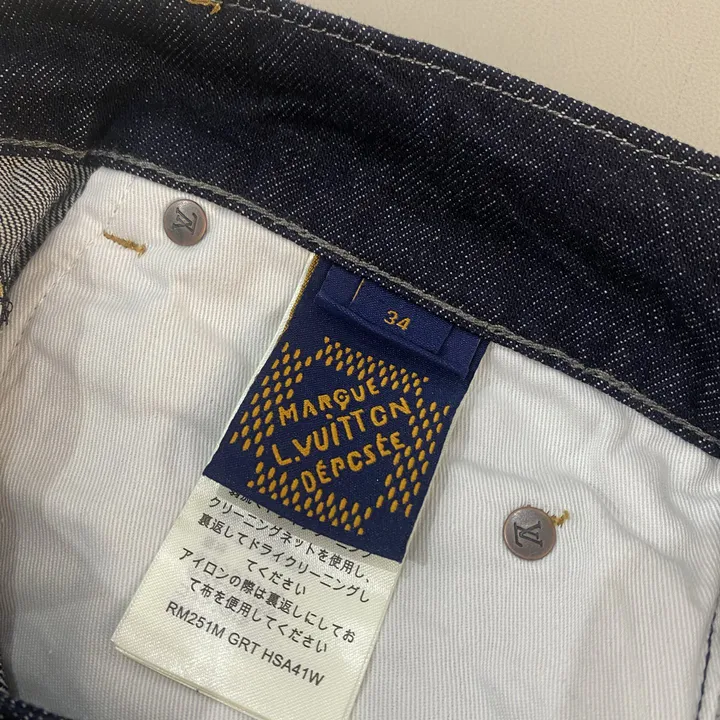 34
MARQUE
L.VUITTON
DÉPOSÉE
クリーニングネットを使用し、
裏返してドライクリーニングし
てください
アイロンの際は裏返しにしてお
て布を使用してください
RM251M GRT HSA41W
LV
LV